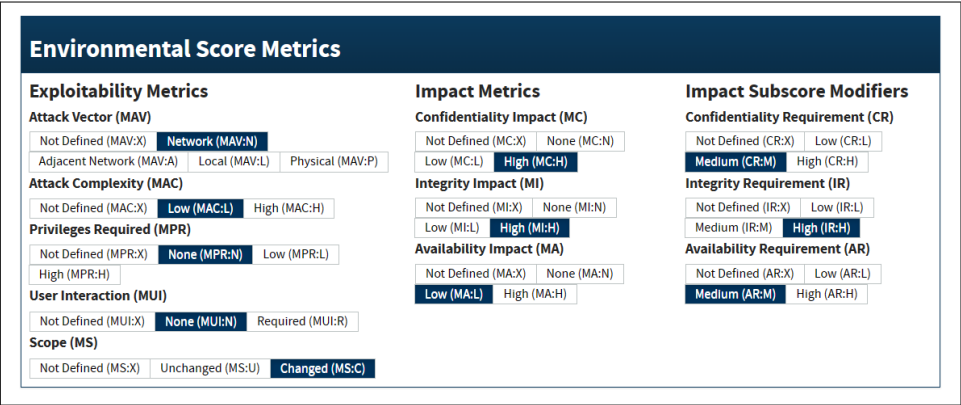 Environmental Score Metrics
Exploitability Metrics
Attack Vector (MAV)
Not Defined (MAV:X) Network (MAV:N)
Adjacent Network (MAV:A) Local (MAV:L) Physical (MAV:P)
Attack Complexity (MAC)
Not Defined (MAC:X) Low (MAC:L) High (MAC:H)
Privileges Required (MPR)
Not Defined (MPR:X) None (MPR:N) Low (MPR:L)
High (MPR:H)
User Interaction (MUI)
Not Defined (MUI:X) None (MUI:N) Required (MUI:R)
Scope (MS)
Not Defined (MS:X) Unchanged (MS:U) Changed (MS:C)
Impact Metrics
Confidentiality Impact (MC)
Not Defined (MC:X) None (MC:N)
Low (MC:L) High (MC:H)
Integrity Impact (MI)
Not Defined (MI:X) None (MI:N)
Low (MI:L) High (MI:H)
Availability Impact (MA)
Not Defined (MA:X) None (MA:N)
Low (MA:L) High (MA:H)
Impact Subscore Modifiers
Confidentiality Requirement (CR)
Not Defined (CR:X) Low (CR:L)
Medium (CR:M) High (CR:H)
Integrity Requirement (IR)
Not Defined (IR:X) Low (IR:L)
Medium (IR:M) High (IR:H)
Availability Requirement (AR)
Not Defined (AR:X) Low (AR:L)
Medium (AR:M) High (AR:H)